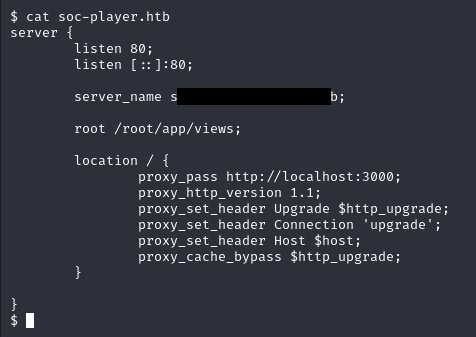 $ cat soc-player.htb
server {
listen 80;
listen [::]:80;
server_name s b;
root /root/app/views;
location / {
proxy_pass http://localhost:3000;
proxy_http_version 1.1;
proxy_set_header Upgrade $http_upgrade;
proxy_set_header Connection 'upgrade';
proxy_set_header Host $host;
proxy_cache_bypass $http_upgrade;
}
}
$